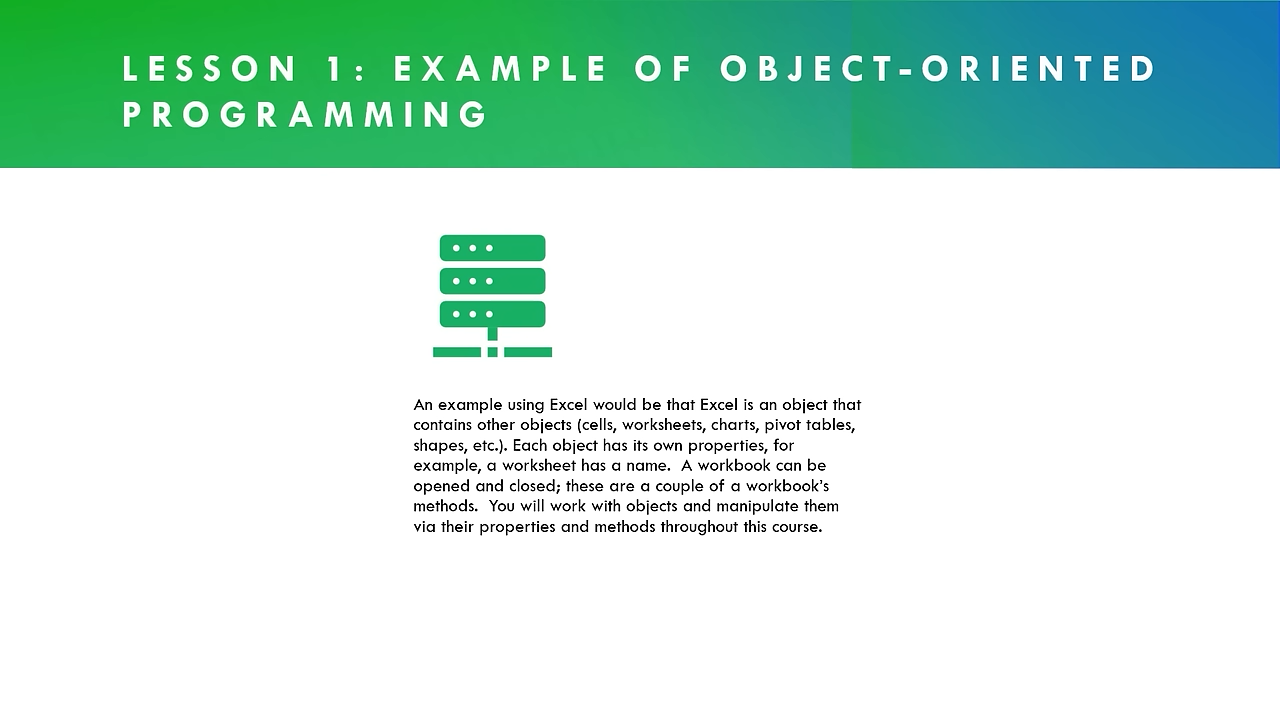 LESSON 1: EXAMPLE OF OBJECT-ORIENTED
PROGRAMMING
An example using Excel would be that Excel is an object that
contains other objects (cells, worksheets, charts, pivot tables,
shapes, etc.). Each object has its own properties, for
example, a worksheet has a name.  A workbook can be
opened and closed; these are a couple of a workbook’s
methods.  You will work with objects and manipulate them
via their properties and methods throughout this course.